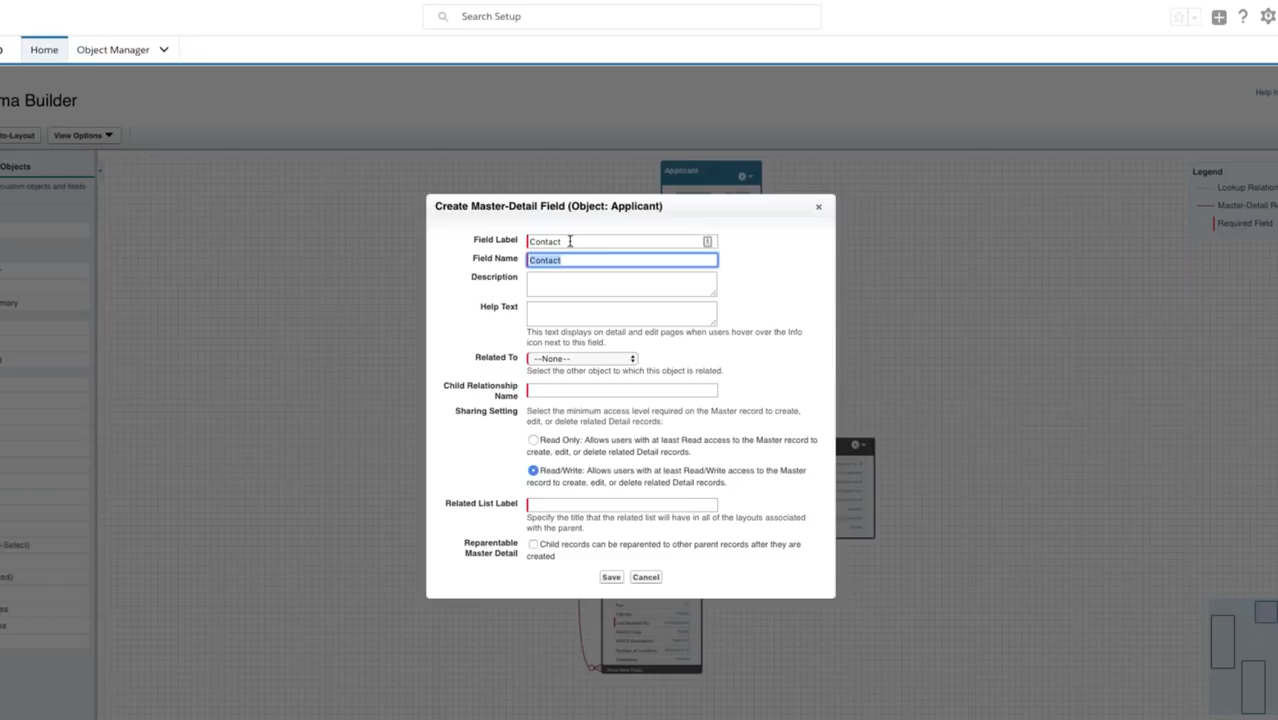 Search Setup
Home
Object Manager
ma Builder
Help
to-Layout
View Options
Objects
custom objects and fields
mmary
-Select)
Applicant
Legend
Lookup Relation
Master-Detail Re
Required Field
Create Master-Detail Field (Object: Applicant)
×
Field Label
Contact
Field Name
Contact
Description
Help Text
This text displays on detail and edit pages when users hover over the Info
icon next to this field.
Related To
--None--
Select the other object to which this object is related.
Child Relationship
Name
Sharing Setting
Select the minimum access level required on the Master record to create,
edit, or delete related Detail records:
Read Only: Allows users with at least Read access to the Master record to
create, edit, or delete related Detail records.
Read/Write: Allows users with at least Read/Write access to the Master
record to create, edit, or delete related Detail records.
Related List Label
Specify the title that the related list will have in all of the layouts associated
with the parent.
Reparentable
Master Detail
Child records can be reparented to other parent records after they are
created
Save
Cancel